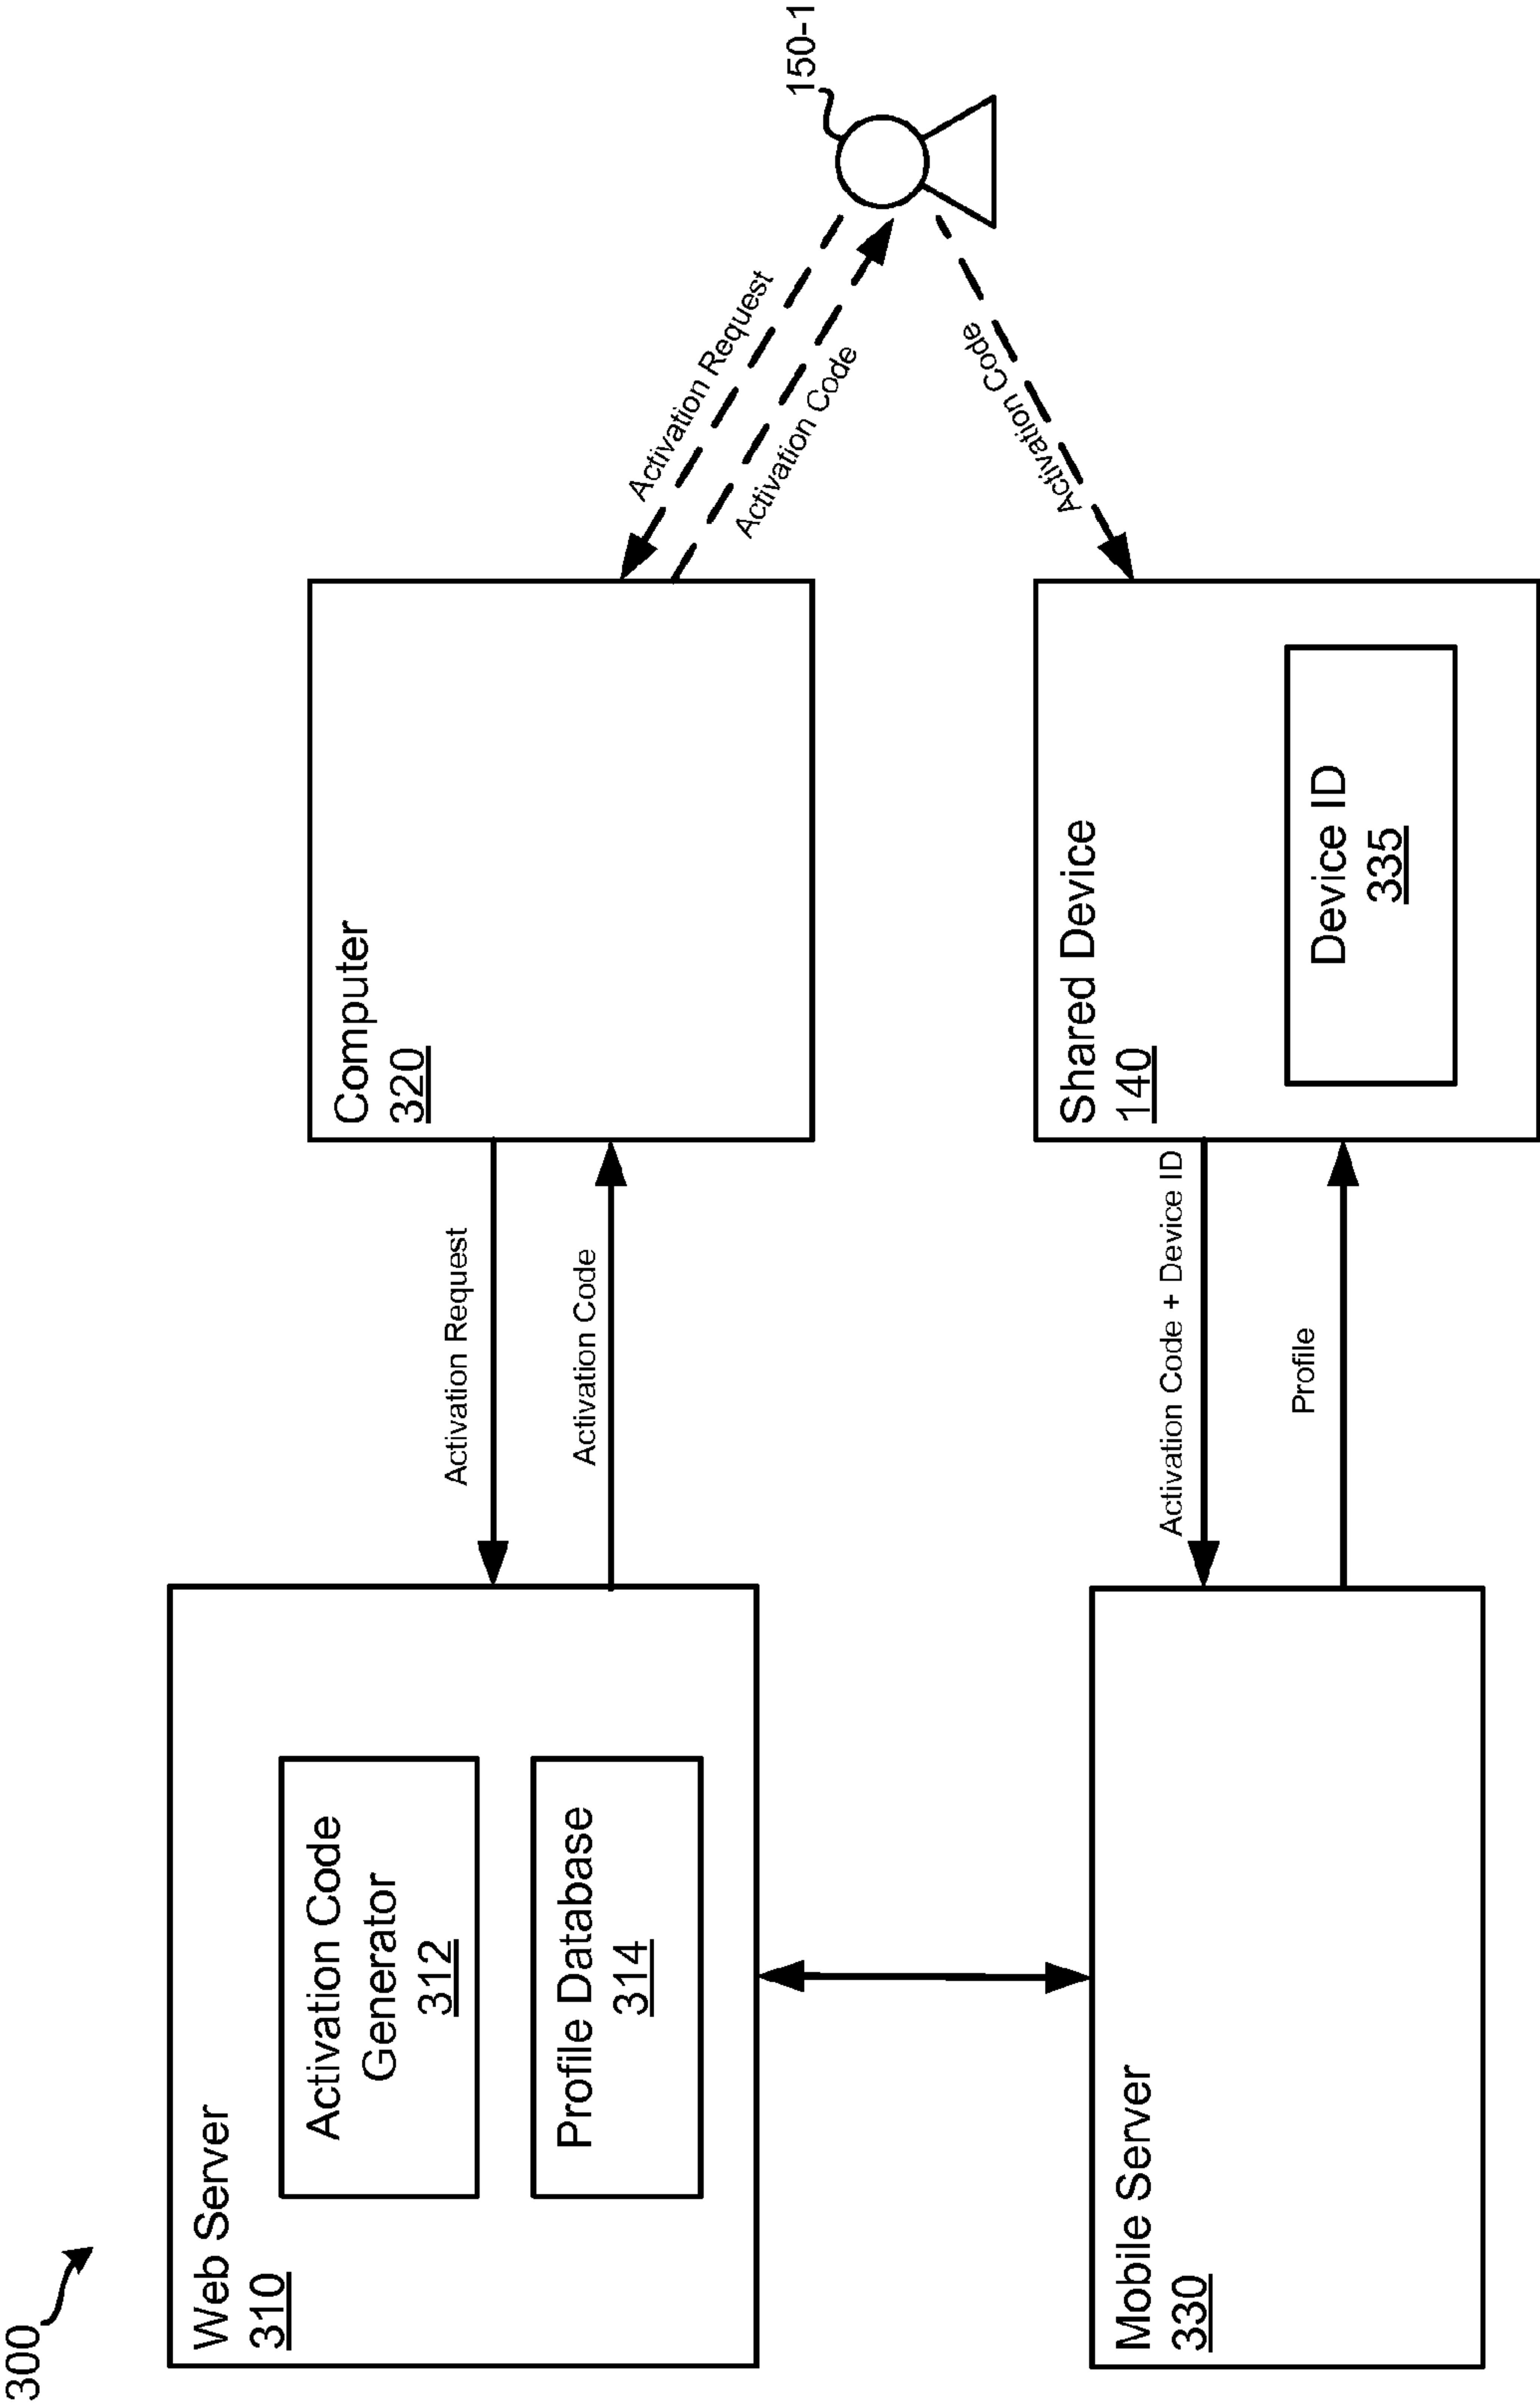 300
Web Server
310
Activation Code
Generator
312
Profile Database
314
Activation Request
Activation Code
Computer
320
Activation Request
Activation Code
150-1
Activation Code
Mobile Server
330
Activation Code + Device ID
Profile
Shared Device
140
Device ID
335